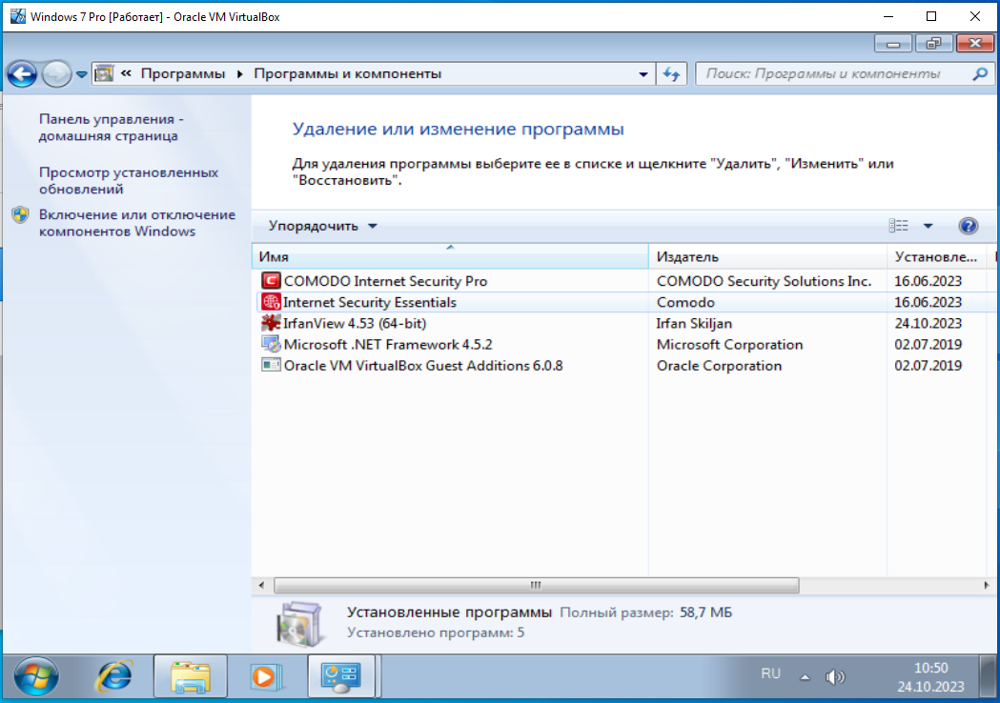 Windows 7 Pro [Работает] - Oracle VM VirtualBox
« Программы Программы и компоненты
Поиск: Программы и компоненты
Панель управления -
домашняя страница
Просмотр установленных
обновлений
Включение или отключение
компонентов Windows
Удаление или изменение программы
Для удаления программы выберите ее в списке и щелкните "Удалить", "Изменить" или
"Восстановить".
Упорядочить
Имя Издатель Установле...
COMODO Internet Security Pro COMODO Security Solutions Inc. 16.06.2023
Internet Security Essentials Comodo 16.06.2023
IrfanView 4.53 (64-bit) Irfan Skiljan 24.10.2023
Microsoft .NET Framework 4.5.2 Microsoft Corporation 02.07.2019
Oracle VM VirtualBox Guest Additions 6.0.8 Oracle Corporation 02.07.2019
Установленные программы Полный размер: 58,7 МБ
Установлено программ: 5
RU
10:50
24.10.2023